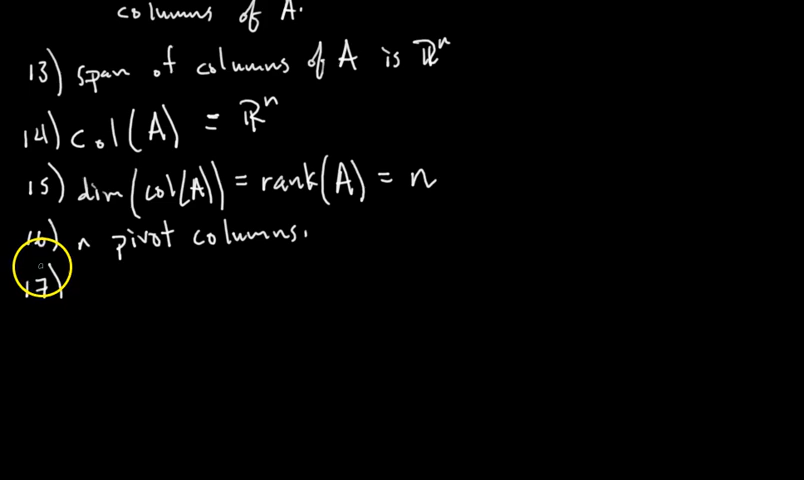 columns of A.
13) span of columns of A is ℝⁿ
14) col(A) = ℝⁿ
15) dim(col(A)) = rank(A) = n
16) n pivot columns.
17)